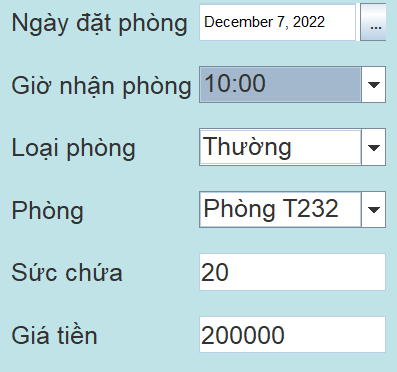 Ngày đặt phòng December 7, 2022 ...
Giờ nhận phòng 10:00
Loại phòng Thường
Phòng Phòng T232
Sức chứa 20
Giá tiền 200000